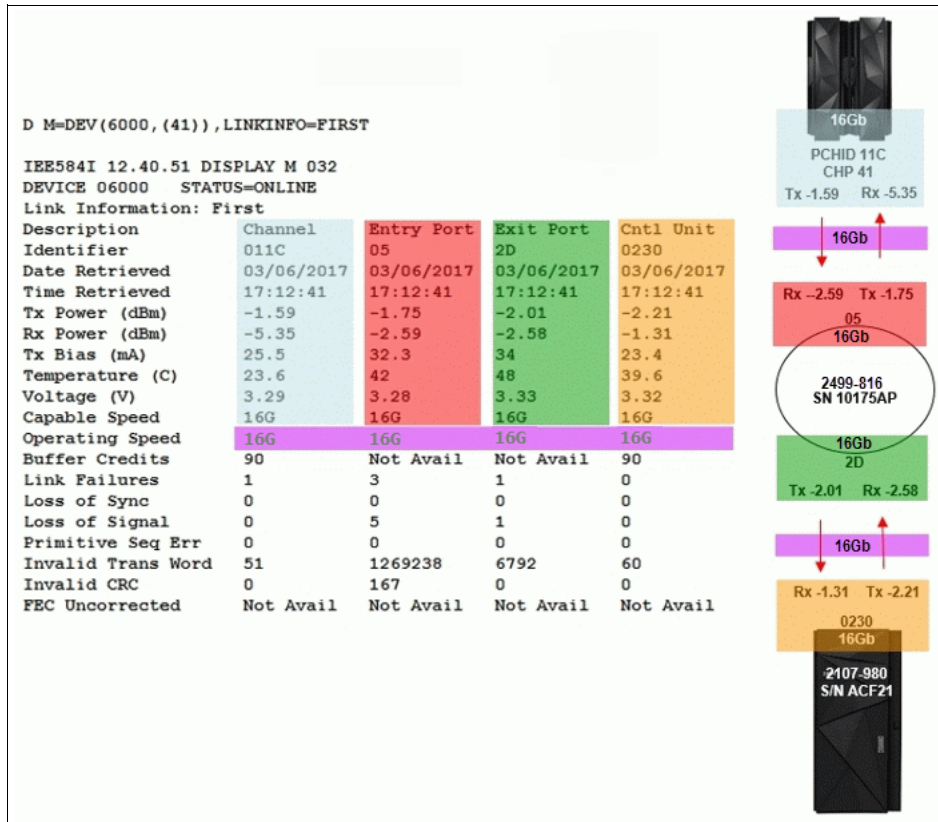 D M=DEV(6000,(41)),LINKINFO=FIRST
IEE584I 12.40.51 DISPLAY M 032
DEVICE 06000 STATUS=ONLINE
Link Information: First
Description Channel Entry Port Exit Port Cntl Unit
Identifier 011C 05 2D 0230
Date Retrieved 03/06/2017 03/06/2017 03/06/2017 03/06/2017
Time Retrieved 17:12:41 17:12:41 17:12:41 17:12:41
Tx Power (dBm) -1.59 -1.75 -2.01 -2.21
Rx Power (dBm) -5.35 -2.59 -2.58 -1.31
Tx Bias (mA) 25.5 32.3 34 23.4
Temperature (C) 23.6 42 48 39.6
Voltage (V) 3.29 3.28 3.33 3.32
Capable Speed 16G 16G 16G 16G
Operating Speed 16G 16G 16G 16G
Buffer Credits 90 Not Avail Not Avail 90
Link Failures 1 3 1 0
Loss of Sync 0 0 0 0
Loss of Signal 0 5 1 0
Primitive Seq Err 0 0 0 0
Invalid Trans Word 51 1269238 6792 60
Invalid CRC 0 167 0 0
FEC Uncorrected Not Avail Not Avail Not Avail Not Avail
16Gb
PCHID 11C
CHP 41
Tx -1.59 Rx -5.35
16Gb
Rx --2.59 Tx -1.75
05
16Gb
2499-816
SN 10175AP
16Gb
2D
Tx -2.01 Rx -2.58
16Gb
Rx -1.31 Tx -2.21
0230
16Gb
2107-980
S/N ACF21